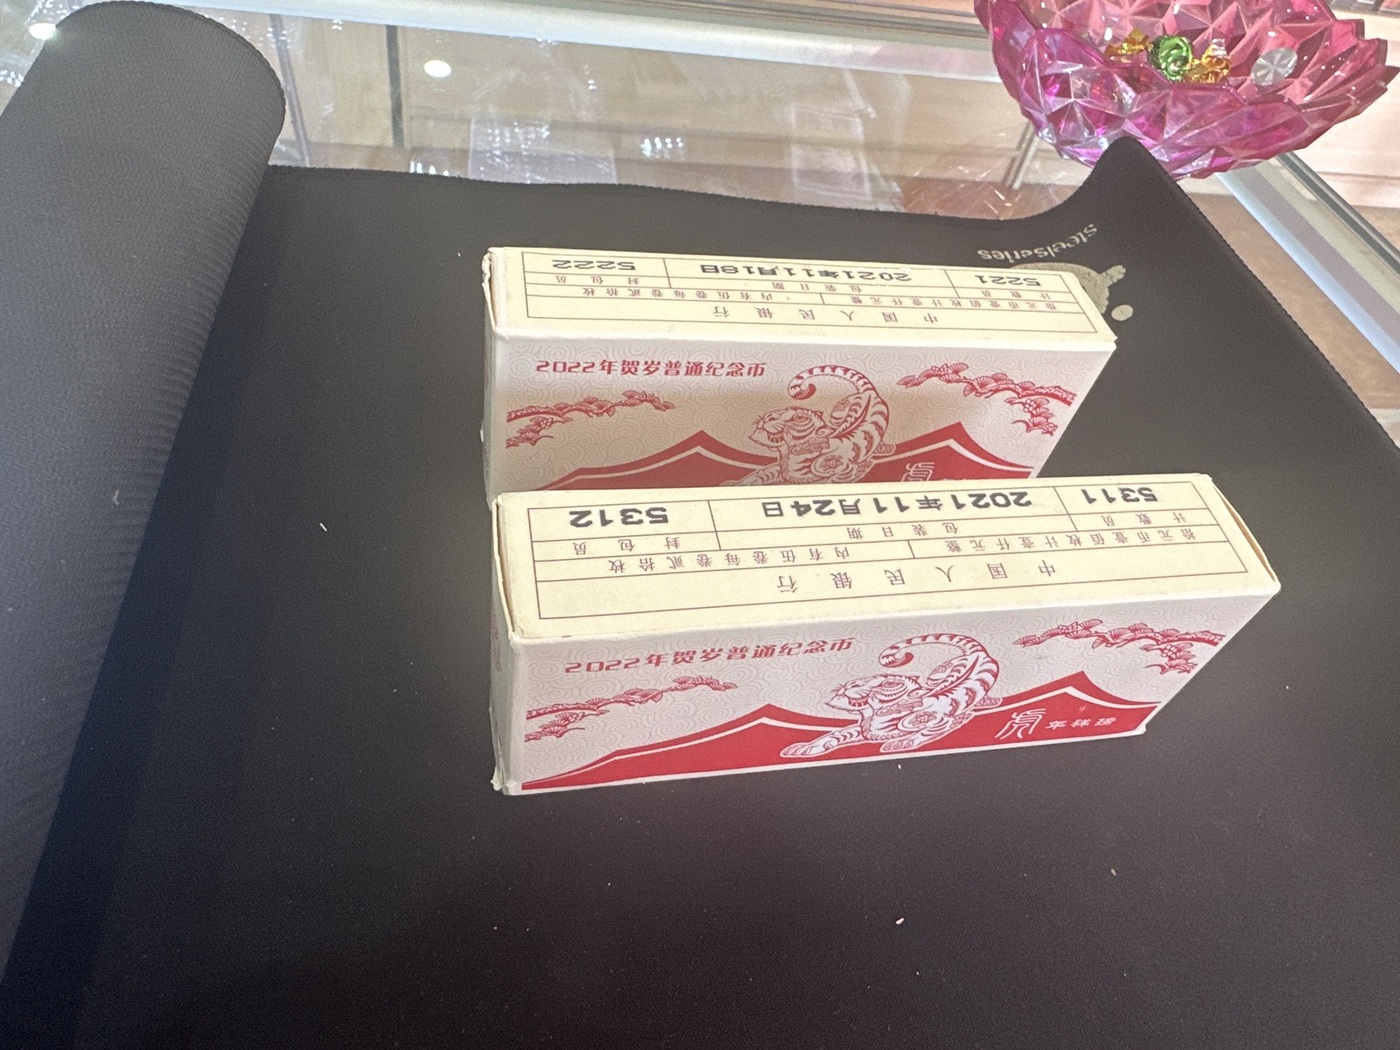 steelseries
中国人民银行
拾元币壹佰枚计壹仟元整 内有伍卷每卷贰拾枚
计数员 包装日期 封包员
5221 2021年11月18日 5222
2022年贺岁普通纪念币
中国人民银行
拾元币壹佰枚计壹仟元整 内有伍卷每卷贰拾枚
计数员 包装日期 封包员
5311 2021年11月24日 5312
2022年贺岁普通纪念币
虎年祥瑞